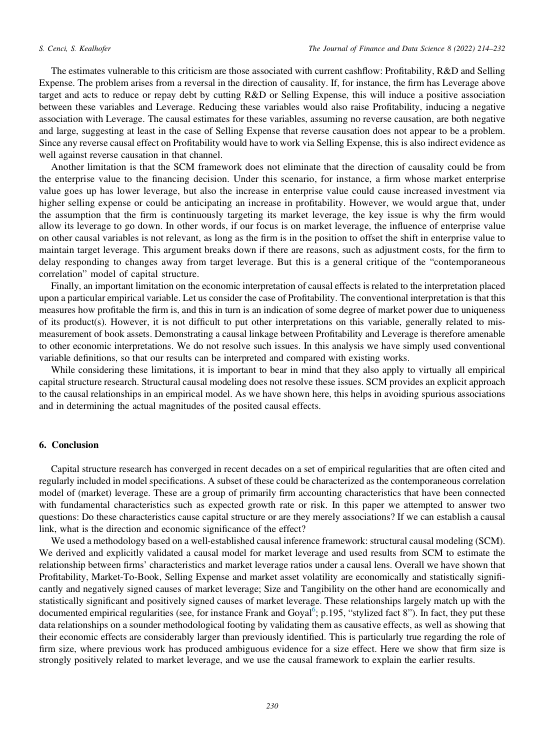 S. Cenci, S. Kealhofer
The Journal of Finance and Data Science 8 (2022) 214–232
The estimates vulnerable to this criticism are those associated with current cashflow: Profitability, R&D and Selling
Expense. The problem arises from a reversal in the direction of causality. If, for instance, the firm has Leverage above
target and acts to reduce or repay debt by cutting R&D or Selling Expense, this will induce a positive association
between these variables and Leverage. Reducing these variables would also raise Profitability, inducing a negative
association with Leverage. The causal estimates for these variables, assuming no reverse causation, are both negative
and large, suggesting at least in the case of Selling Expense that reverse causation does not appear to be a problem.
Since any reverse causal effect on Profitability would have to work via Selling Expense, this is also indirect evidence as
well against reverse causation in that channel.
Another limitation is that the SCM framework does not eliminate that the direction of causality could be from
the enterprise value to the financing decision. Under this scenario, for instance, a firm whose market enterprise
value goes up has lower leverage, but also the increase in enterprise value could cause increased investment via
higher selling expense or could be anticipating an increase in profitability. However, we would argue that, under
the assumption that the firm is continuously targeting its market leverage, the key issue is why the firm would
allow its leverage to go down. In other words, if our focus is on market leverage, the influence of enterprise value
on other causal variables is not relevant, as long as the firm is in the position to offset the shift in enterprise value to
maintain target leverage. This argument breaks down if there are reasons, such as adjustment costs, for the firm to
delay responding to changes away from target leverage. But this is a general critique of the “contemporaneous
correlation” model of capital structure.
Finally, an important limitation on the economic interpretation of causal effects is related to the interpretation placed
upon a particular empirical variable. Let us consider the case of Profitability. The conventional interpretation is that this
measures how profitable the firm is, and this in turn is an indication of some degree of market power due to uniqueness
of its product(s). However, it is not difficult to put other interpretations on this variable, generally related to mis-
measurement of book assets. Demonstrating a causal linkage between Profitability and Leverage is therefore amenable
to other economic interpretations. We do not resolve such issues. In this analysis we have simply used conventional
variable definitions, so that our results can be interpreted and compared with existing works.
While considering these limitations, it is important to bear in mind that they also apply to virtually all empirical
capital structure research. Structural causal modeling does not resolve these issues. SCM provides an explicit approach
to the causal relationships in an empirical model. As we have shown here, this helps in avoiding spurious associations
and in determining the actual magnitudes of the posited causal effects.
6. Conclusion
Capital structure research has converged in recent decades on a set of empirical regularities that are often cited and
regularly included in model specifications. A subset of these could be characterized as the contemporaneous correlation
model of (market) leverage. These are a group of primarily firm accounting characteristics that have been connected
with fundamental characteristics such as expected growth rate or risk. In this paper we attempted to answer two
questions: Do these characteristics cause capital structure or are they merely associations? If we can establish a causal
link, what is the direction and economic significance of the effect?
We used a methodology based on a well-established causal inference framework: structural causal modeling (SCM).
We derived and explicitly validated a causal model for market leverage and used results from SCM to estimate the
relationship between firms’ characteristics and market leverage ratios under a causal lens. Overall we have shown that
Profitability, Market-To-Book, Selling Expense and market asset volatility are economically and statistically signifi-
cantly and negatively signed causes of market leverage; Size and Tangibility on the other hand are economically and
statistically significant and positively signed causes of market leverage. These relationships largely match up with the
documented empirical regularities (see, for instance Frank and Goyal6; p.195, “stylized fact 8”). In fact, they put these
data relationships on a sounder methodological footing by validating them as causative effects, as well as showing that
their economic effects are considerably larger than previously identified. This is particularly true regarding the role of
firm size, where previous work has produced ambiguous evidence for a size effect. Here we show that firm size is
strongly positively related to market leverage, and we use the causal framework to explain the earlier results.
230